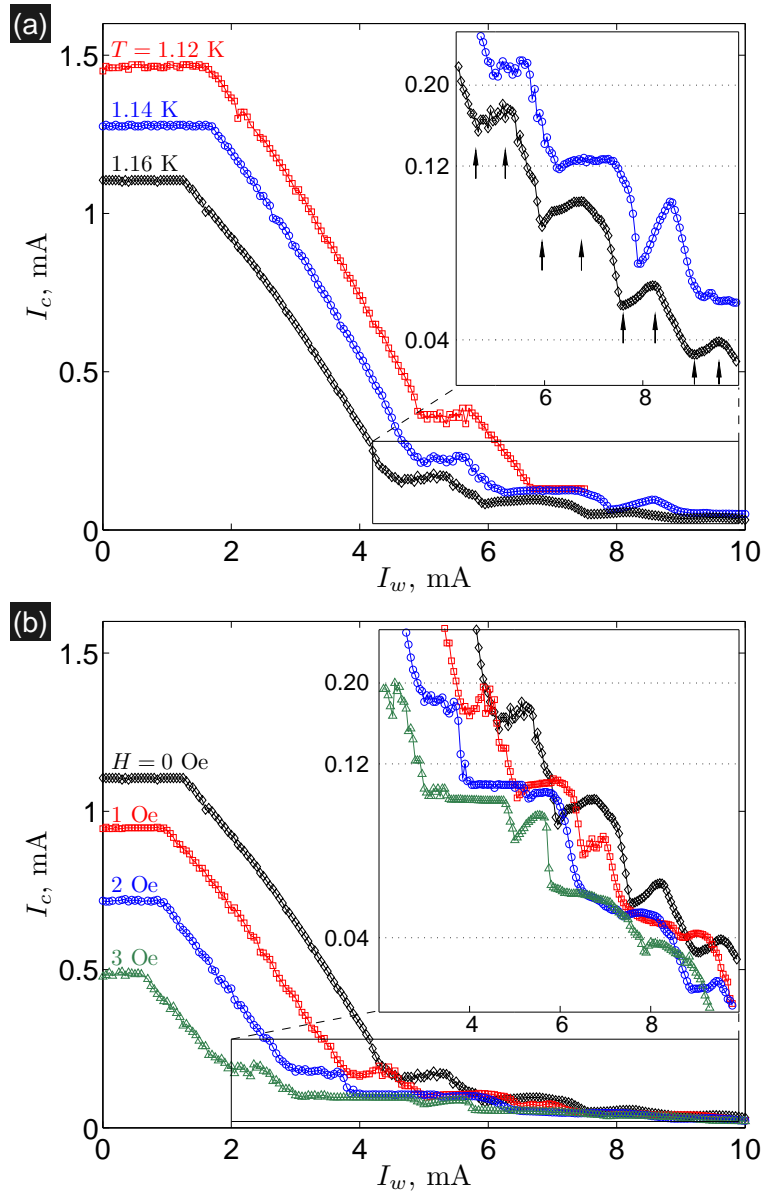 (a)
1.5
1
0.5
0
I_c, mA
T = 1.12 K
1.14 K
1.16 K
0.20
0.12
0.04
6 8
0 2 4 6 8 10
I_w, mA
(b)
1.5
1
0.5
0
I_c, mA
H = 0 Oe
1 Oe
2 Oe
3 Oe
0.20
0.12
0.04
4 6 8
0 2 4 6 8 10
I_w, mA